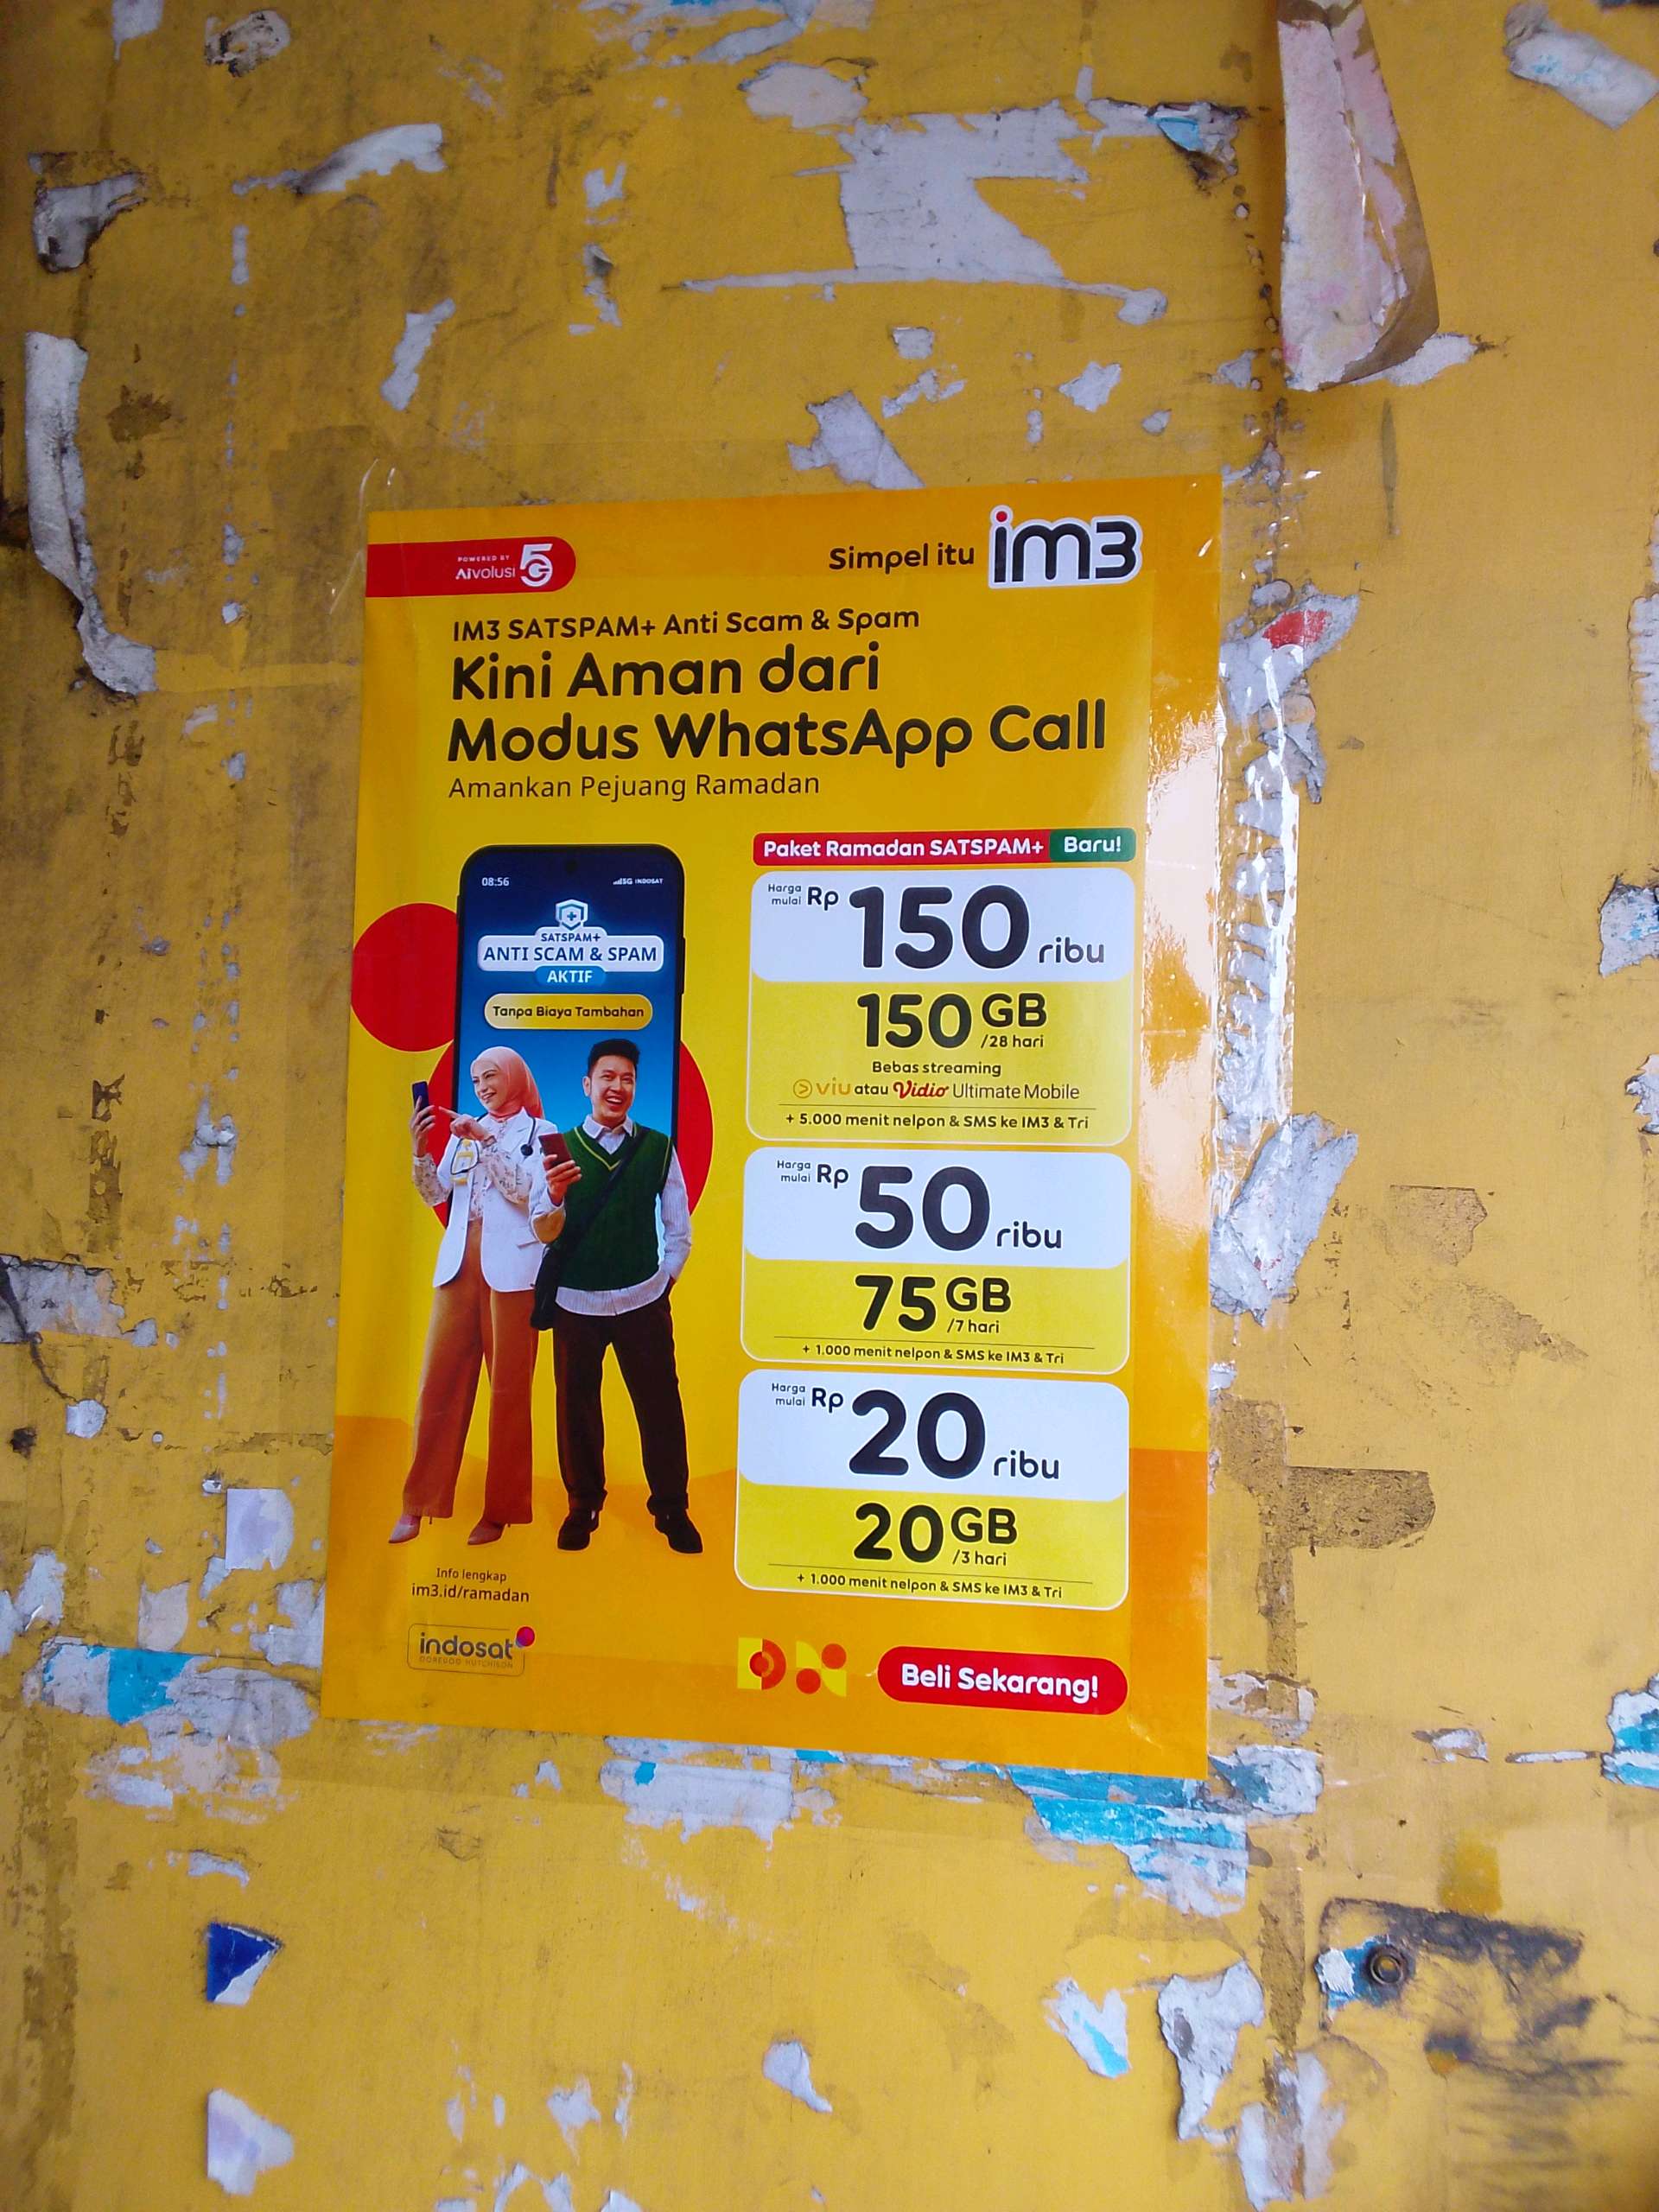 POWERED BY
AIvolusi 5G
Simpel itu im3
IM3 SATSPAM+ Anti Scam & Spam
Kini Aman dari
Modus WhatsApp Call
Amankan Pejuang Ramadan
08:56
5G INDOSAT
SATSPAM+
ANTI SCAM & SPAM
AKTIF
Tanpa Biaya Tambahan
Paket Ramadan SATSPAM+ Baru!
Harga mulai Rp 150 ribu
150 GB /28 hari
Bebas streaming
viu atau Vidio Ultimate Mobile
+ 5.000 menit nelpon & SMS ke IM3 & Tri
Harga mulai Rp 50 ribu
75 GB /7 hari
+ 1.000 menit nelpon & SMS ke IM3 & Tri
Harga mulai Rp 20 ribu
20 GB /3 hari
+ 1.000 menit nelpon & SMS ke IM3 & Tri
Info lengkap
im3.id/ramadan
indosat
OOREDOO HUTCHISON
Beli Sekarang!